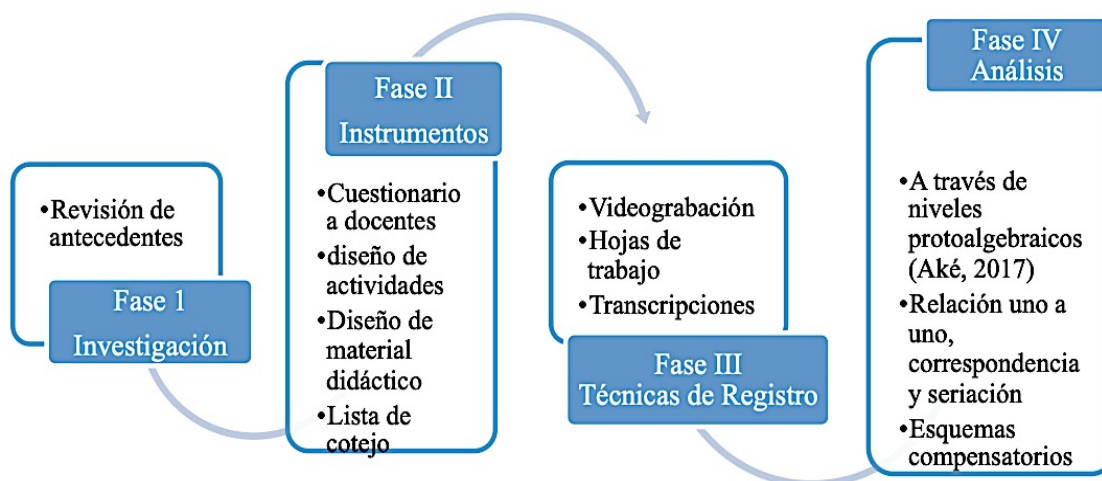 •Revisión de
antecedentes
Fase 1
Investigación
Fase II
Instrumentos
•Cuestionario
a docentes
•diseño de
actividades
•Diseño de
material
didáctico
•Lista de
cotejo
•Videograbación
•Hojas de
trabajo
•Transcripciones
Fase III
Técnicas de Registro
Fase IV
Análisis
•A través de
niveles
protoalgebraicos
(Aké, 2017)
•Relación uno a
uno,
correspondencia
y seriación
•Esquemas
compensatorios